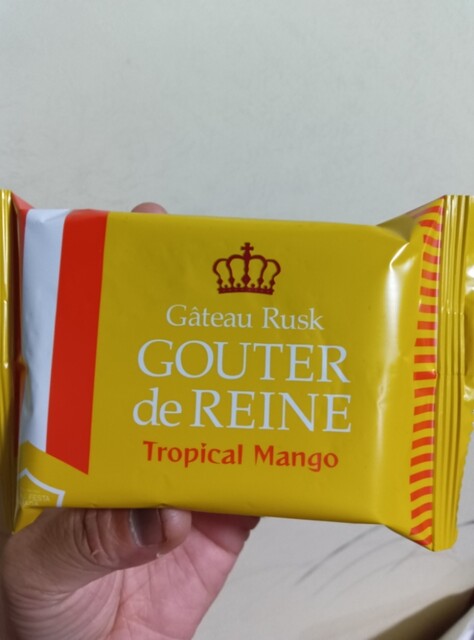 Gâteau Rusk
GOUTER
de REINE
Tropical Mango